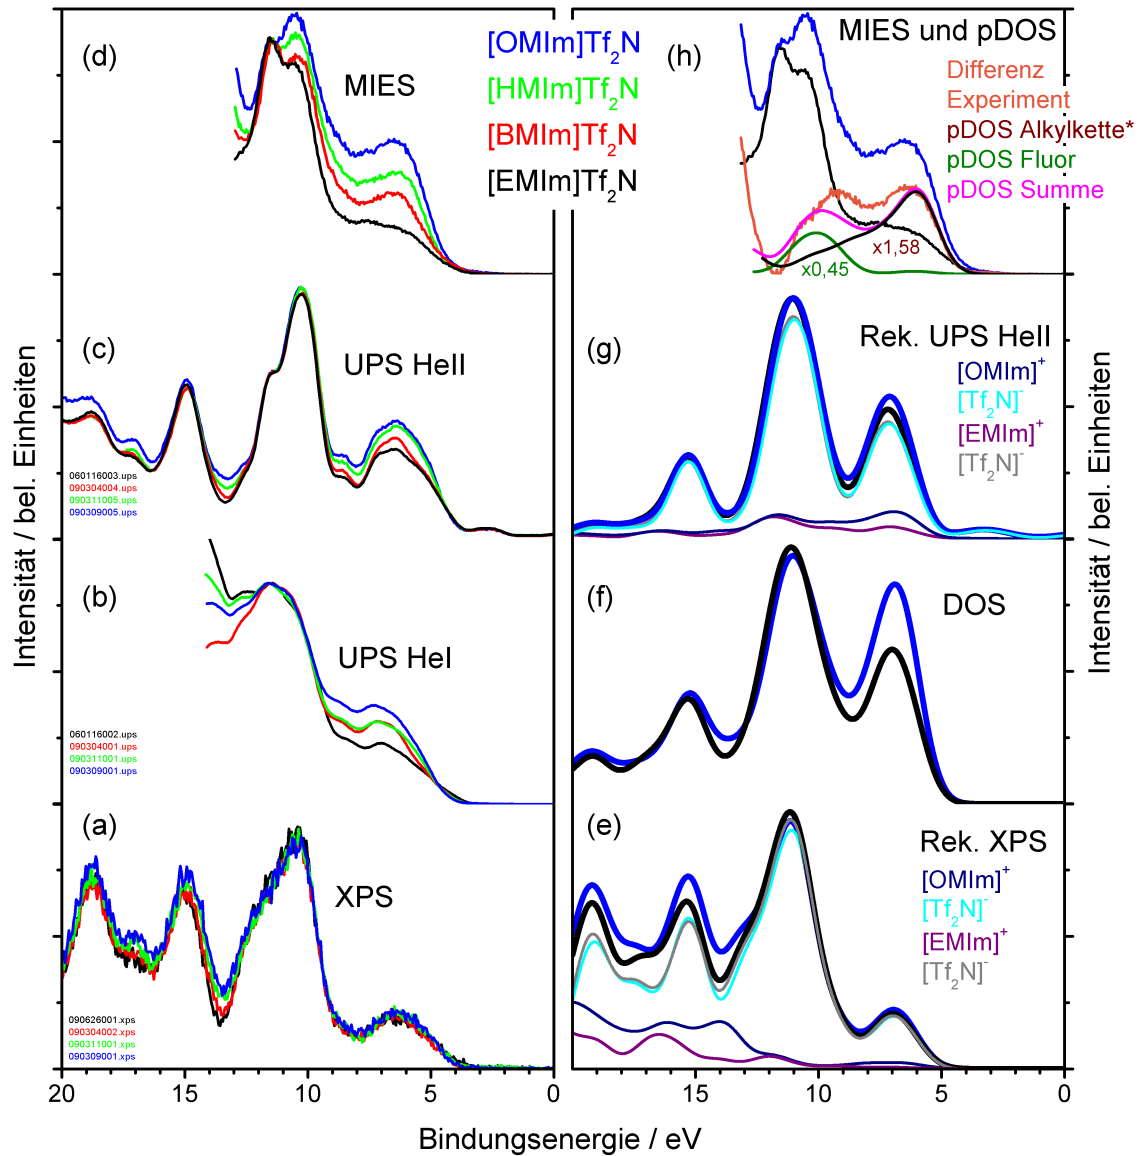 (d)
MIES
[OMIm]Tf2N
[HMIm]Tf2N
[BMIm]Tf2N
[EMIm]Tf2N
(c)
UPS HeII
060116003.ups
090304004.ups
090311005.ups
090309005.ups
(b)
UPS HeI
060116002.ups
090304001.ups
090311001.ups
090309001.ups
(a)
XPS
090626001.xps
090304002.xps
090311001.xps
090309001.xps
20
15
10
5
0
Intensität / bel. Einheiten
(h)
MIES und pDOS
Differenz
Experiment
pDOS Alkylkette*
pDOS Fluor
pDOS Summe
x1,58
x0,45
(g)
Rek. UPS HeII
[OMIm]+
[Tf2N]-
[EMIm]+
[Tf2N]-
(f)
DOS
(e)
Rek. XPS
[OMIm]+
[Tf2N]-
[EMIm]+
[Tf2N]-
15
10
5
0
Intensität / bel. Einheiten
Bindungsenergie / eV